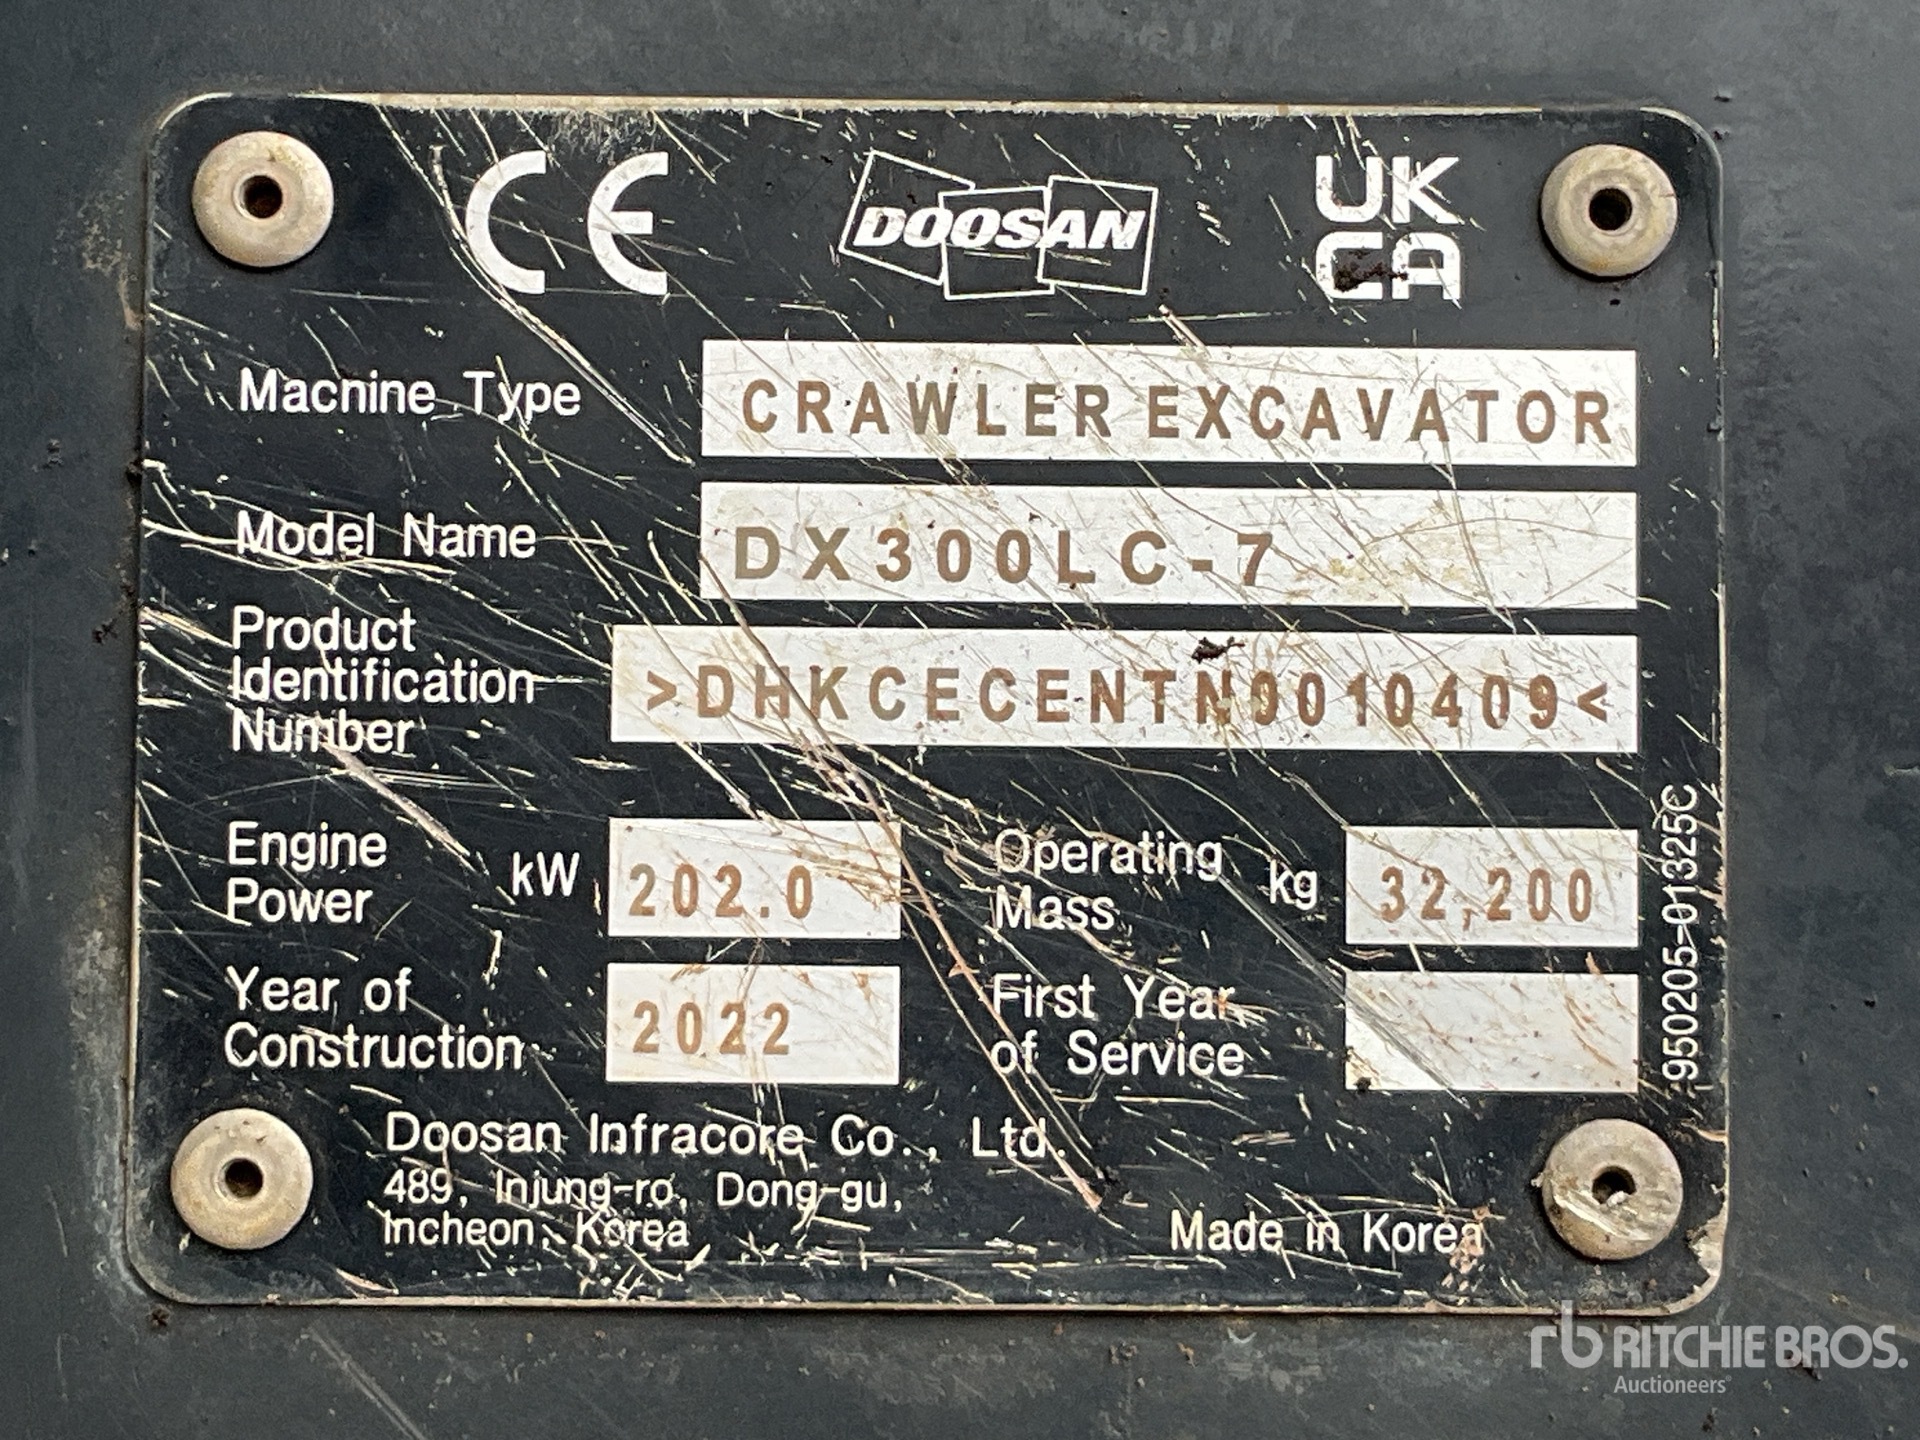 CE DOOSAN UK
CA
Machine Type CRAWLER EXCAVATOR
Model Name DX300LC-7
Product
Identification
Number >DHKCECENTN0010409<
Engine
Power kW 202.0 Operating
Mass kg 32,200
Year of
Construction 2022 First Year
of Service
Doosan Infracore Co., Ltd.
489, Injung-ro, Dong-gu,
Incheon, Korea
Made in Korea
950205-01325C
rb RITCHIE BROS.
Auctioneers